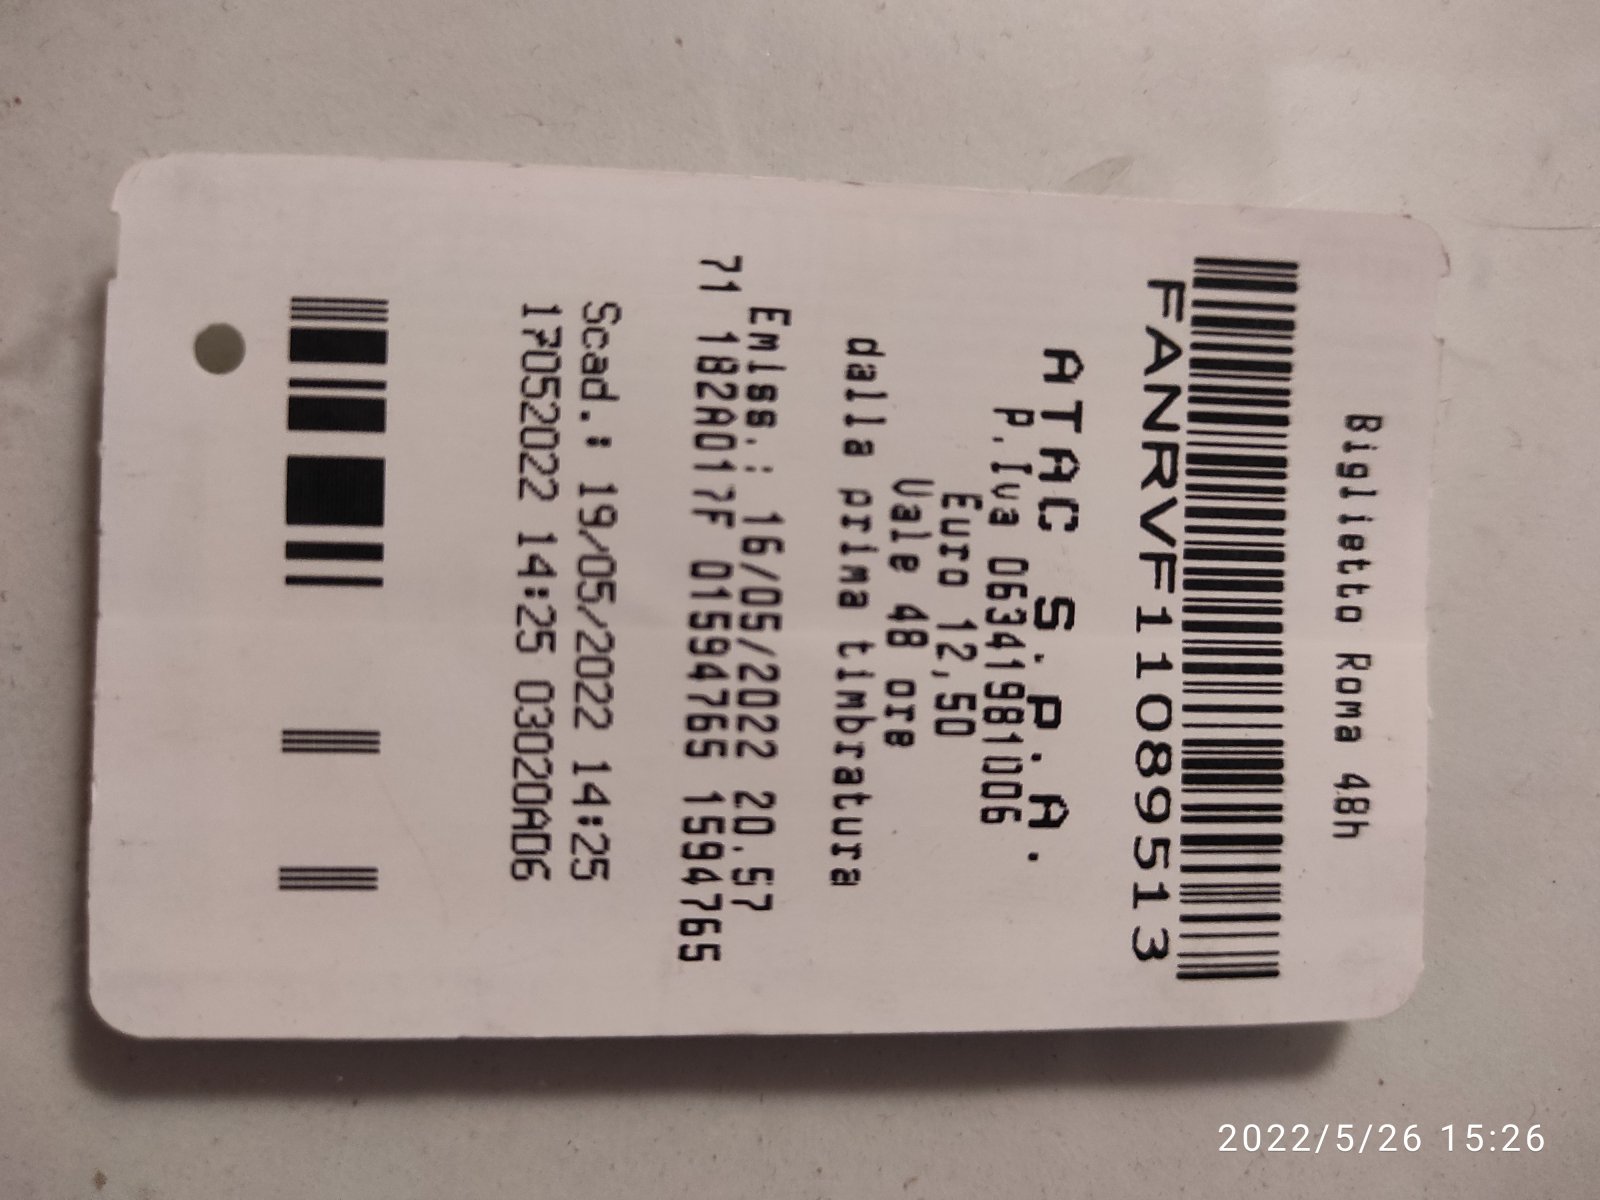 Biglietto Roma 48h
FANRVF1108951 3
ATAC S.P.A.
P.Iva 06341981006
Euro 12,50
Vale 48 ore
dalla prima timbratura
Emiss.: 16/05/2022 20.57
71 182A017F 01594765 1594765
Scad.: 19/05/2022 14:25
17052022 14:25 03020A06
2022/5/26 15:26